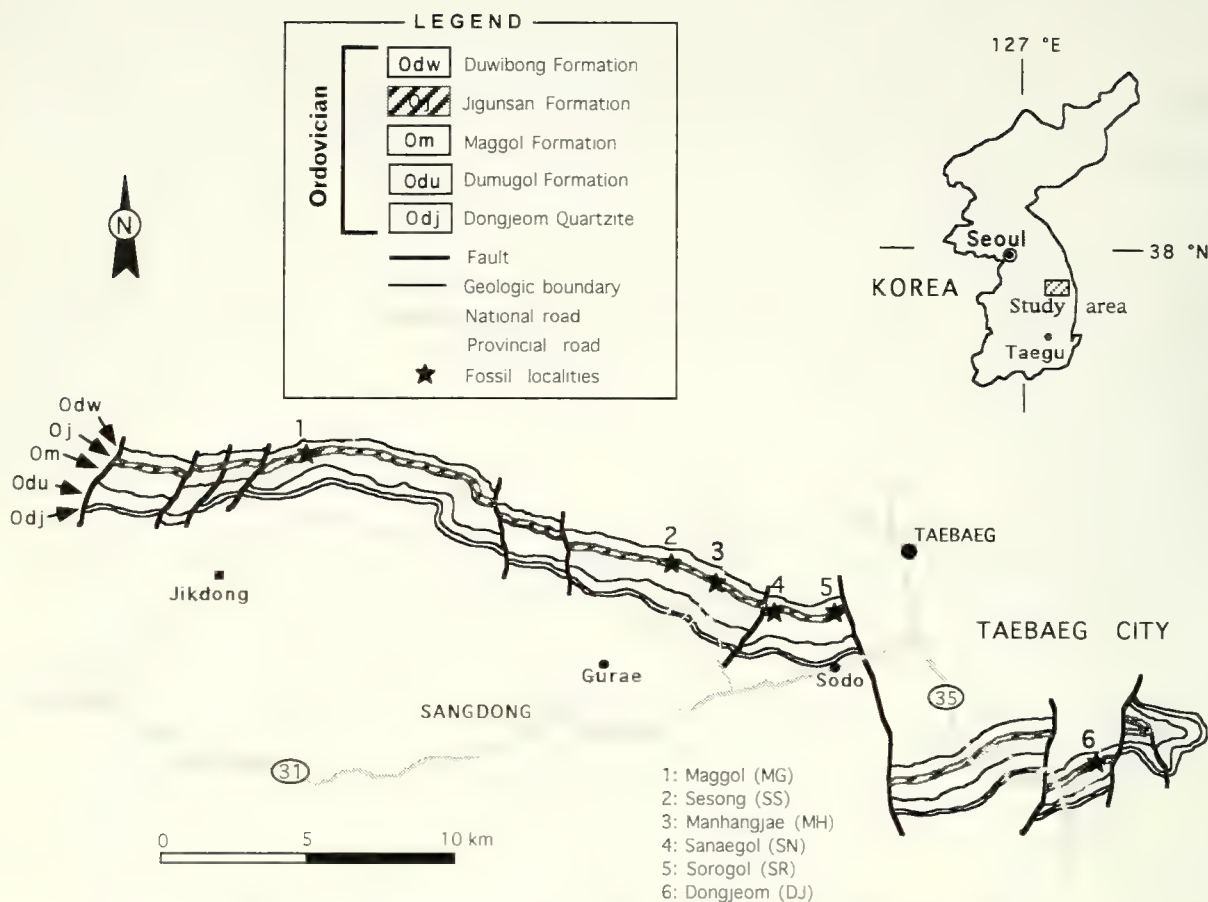 LEGEND
Ordovician
Odw Duwibong Formation
Oj Jigunsan Formation
Om Maggol Formation
Odu Dumugol Formation
Odj Dongjeom Quartzite
Fault
Geologic boundary
National road
Provincial road
Fossil localities
N
127 °E
38 °N
Seoul
KOREA
Study area
Taegu
Odw
Oj
Om
Odu
Odj
1
2
3
4
5
6
Jikdong
Gurae
Sodo
SANGDONG
TAEBAEG
TAEBAEG CITY
35
31
0 5 10 km
1: Maggol (MG)
2: Sesong (SS)
3: Manhangjae (MH)
4: Sanaegol (SN)
5: Sorogol (SR)
6: Dongjeom (DJ)